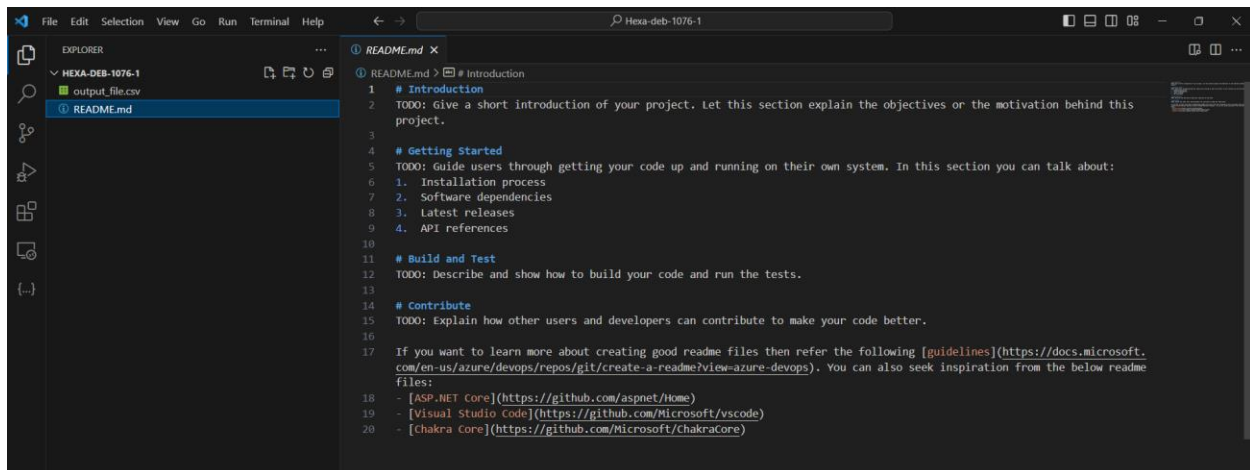 File Edit Selection View Go Run Terminal Help
Hexa-deb-1076-1
EXPLORER
README.md
HEXA-DEB-1076-1
output_file.csv
README.md
README.md > # Introduction
1 # Introduction
2 TODO: Give a short introduction of your project. Let this section explain the objectives or the motivation behind this
project.
3
4 # Getting Started
5 TODO: Guide users through getting your code up and running on their own system. In this section you can talk about:
6 1. Installation process
7 2. Software dependencies
8 3. Latest releases
9 4. API references
10
11 # Build and Test
12 TODO: Describe and show how to build your code and run the tests.
13
14 # Contribute
15 TODO: Explain how other users and developers can contribute to make your code better.
16
17 If you want to learn more about creating good readme files then refer the following [guidelines](https://docs.microsoft.
com/en-us/azure/devops/repos/git/create-a-readme?view=azure-devops). You can also seek inspiration from the below readme
files:
18 - [ASP.NET Core](https://github.com/aspnet/Home)
19 - [Visual Studio Code](https://github.com/Microsoft/vscode)
20 - [Chakra Core](https://github.com/Microsoft/ChakraCore)